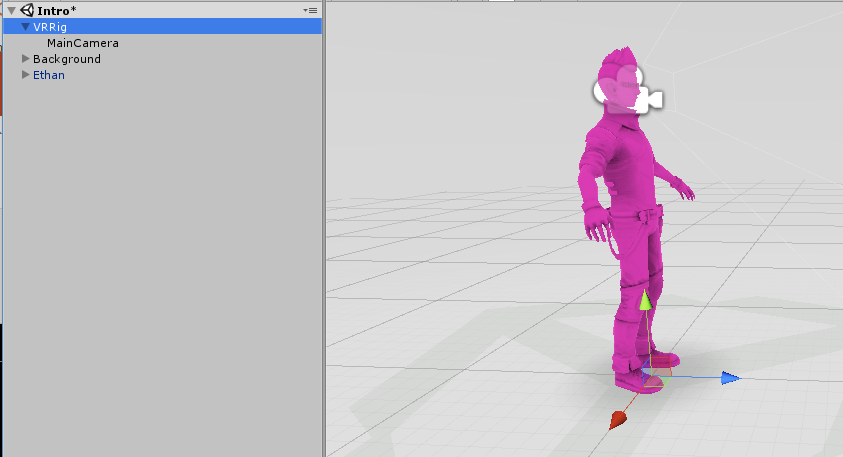 Intro*
VRRig
MainCamera
Background
Ethan